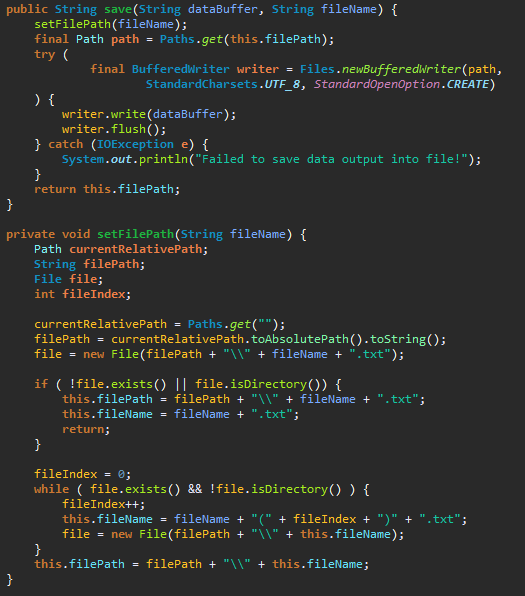 public String save(String dataBuffer, String fileName) {
    setFilePath(fileName);
    final Path path = Paths.get(this.filePath);
    try (
            final BufferedWriter writer = Files.newBufferedWriter(path,
                    StandardCharsets.UTF_8, StandardOpenOption.CREATE)
    ) {
        writer.write(dataBuffer);
        writer.flush();
    } catch (IOException e) {
        System.out.println("Failed to save data output into file!");
    }
    return this.filePath;
}

private void setFilePath(String fileName) {
    Path currentRelativePath;
    String filePath;
    File file;
    int fileIndex;

    currentRelativePath = Paths.get("");
    filePath = currentRelativePath.toAbsolutePath().toString();
    file = new File(filePath + "\\" + fileName + ".txt");

    if ( !file.exists() || file.isDirectory()) {
        this.filePath = filePath + "\\" + fileName + ".txt";
        this.fileName = fileName + ".txt";
        return;
    }

    fileIndex = 0;
    while ( file.exists() && !file.isDirectory() ) {
        fileIndex++;
        this.fileName = fileName + "(" + fileIndex + ")" + ".txt";
        file = new File(filePath + "\\" + this.fileName);
    }
    this.filePath = filePath + "\\" + this.fileName;
}